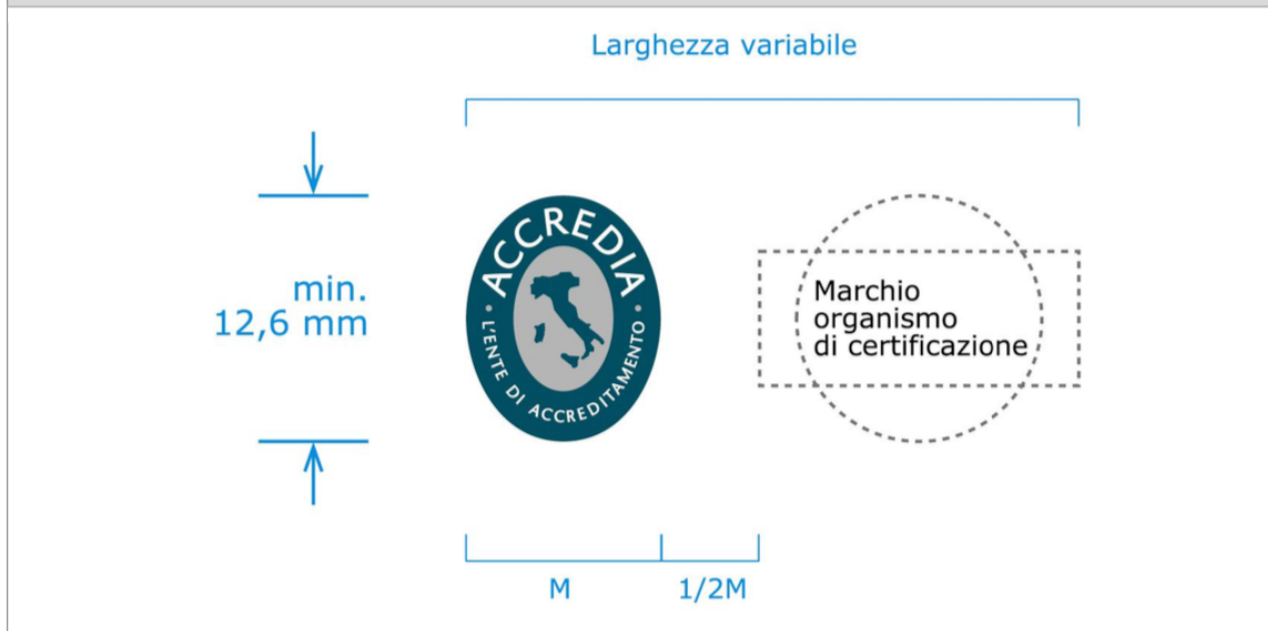 Larghezza variabile
min.
12,6 mm
ACCREDIA
· L'ENTE DI ACCREDITAMENTO ·
Marchio
organismo
di certificazione
M
1/2M